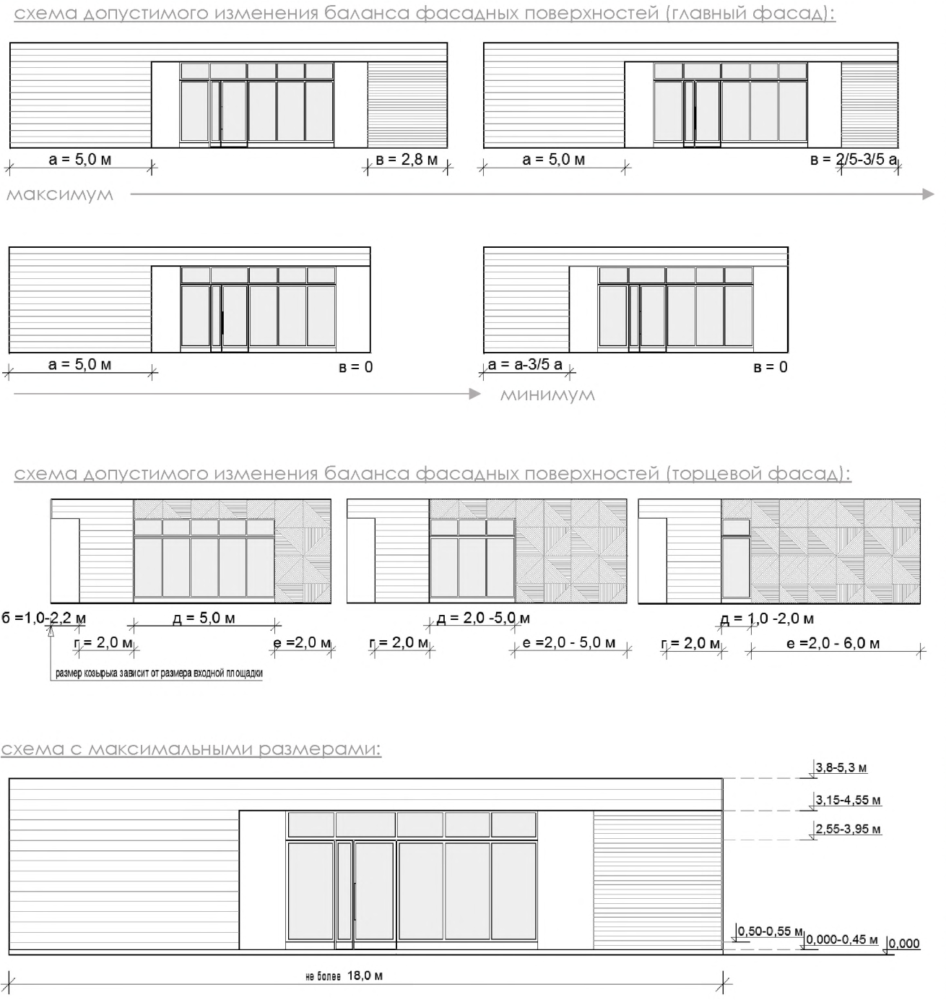 схема допустимого изменения баланса фасадных поверхностей (главный фасад):
а = 5,0 м
в = 2,8 м
а = 5,0 м
в = 2/5-3/5 а
максимум
а = 5,0 м
в = 0
а = а-3/5 а
в = 0
минимум
схема допустимого изменения баланса фасадных поверхностей (торцевой фасад):
б =1,0-2,2 м
д = 5,0 м
д = 2,0 -5,0 м
д = 1,0 -2,0 м
г = 2,0 м
е =2,0 м
г = 2,0 м
е =2,0 - 5,0 м
г = 2,0 м
е =2,0 - 6,0 м
размер козырька зависит от размера входной площадки
схема с максимальными размерами:
3,8-5,3 м
3,15-4,55 м
2,55-3,95 м
0,50-0,55 м
0,000-0,45 м
0,000
не более 18,0 м